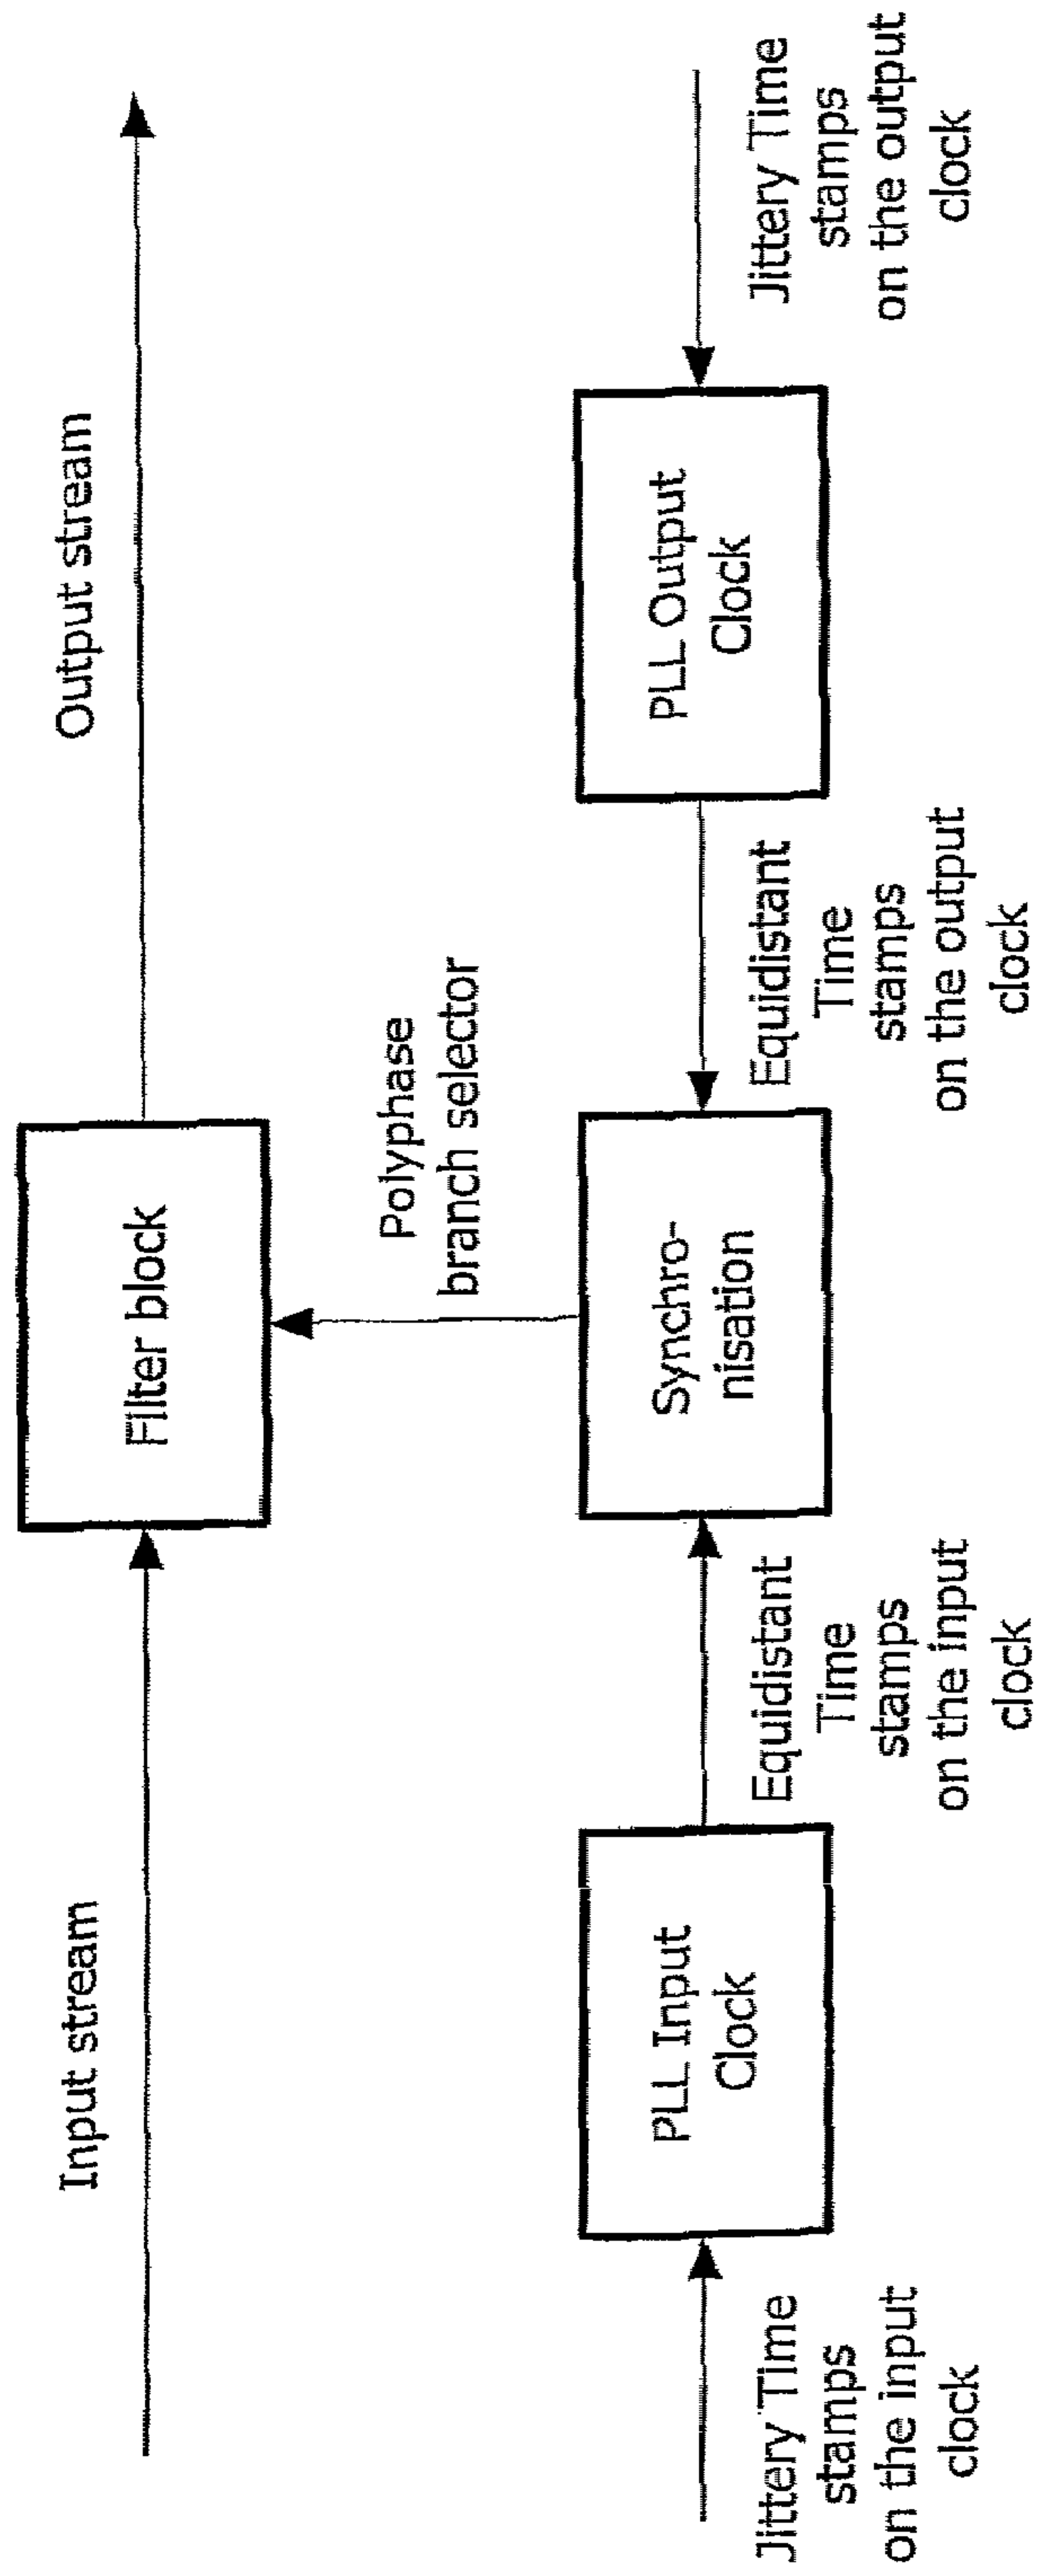 Input stream
Output stream
Filter block
Polyphase
branch selector
Jittery Time
stamps
on the input
clock
PLL Input
Clock
Equidistant
Time
stamps
on the input
clock
Synchro-
nisation
Equidistant
Time
stamps
on the output
clock
PLL Output
Clock
Jittery Time
stamps
on the output
clock